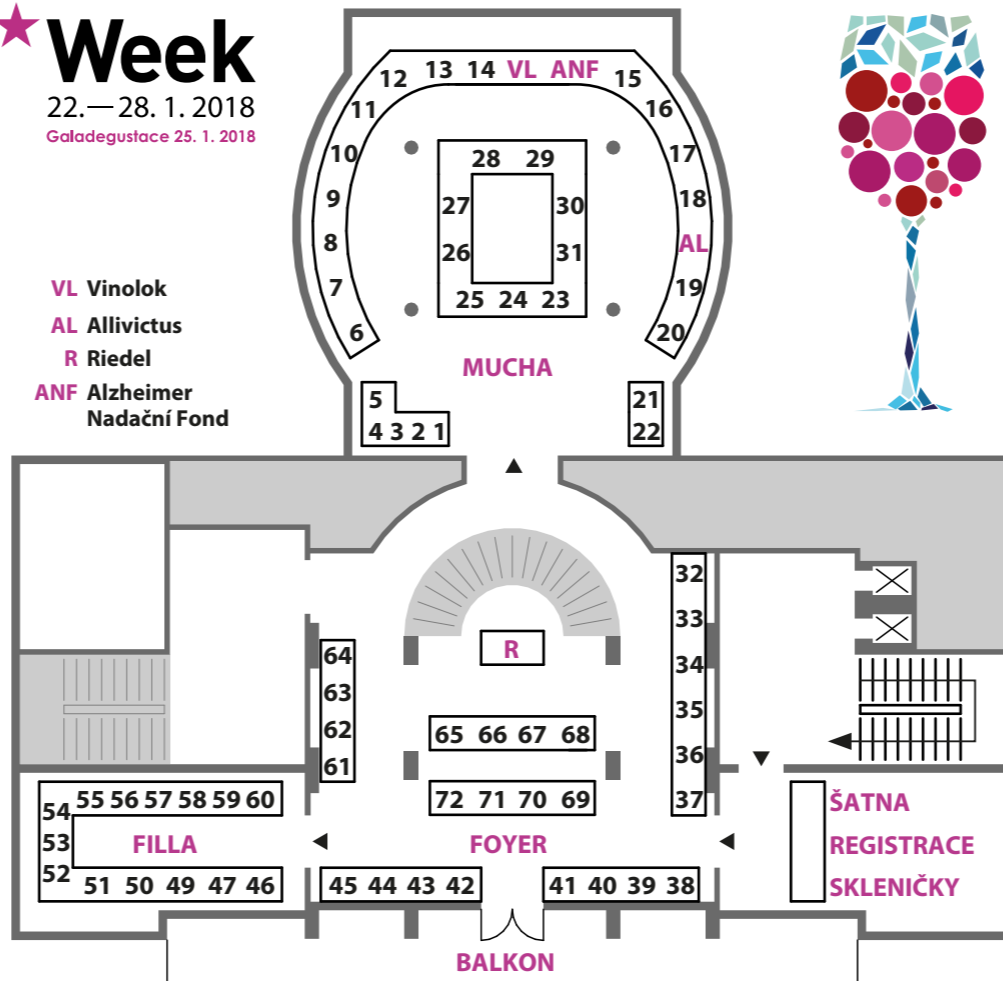 Week
22.—28. 1. 2018
Galadegustace 25. 1. 2018
VL Vinolok
AL Allivictus
R Riedel
ANF Alzheimer
Nadační Fond
12 13 14 VL ANF 15
11 16
10 17
9 18
8 AL
7 19
6 20
28 29
27 30
26 31
25 24 23
MUCHA
5 21
4 3 2 1 22
32
33
34
35
36
37
R
64
63
62
61
65 66 67 68
72 71 70 69
54 55 56 57 58 59 60
53 FILLA
52 51 50 49 47 46
FOYER
45 44 43 42 41 40 39 38
ŠATNA
REGISTRACE
SKLENIČKY
BALKON